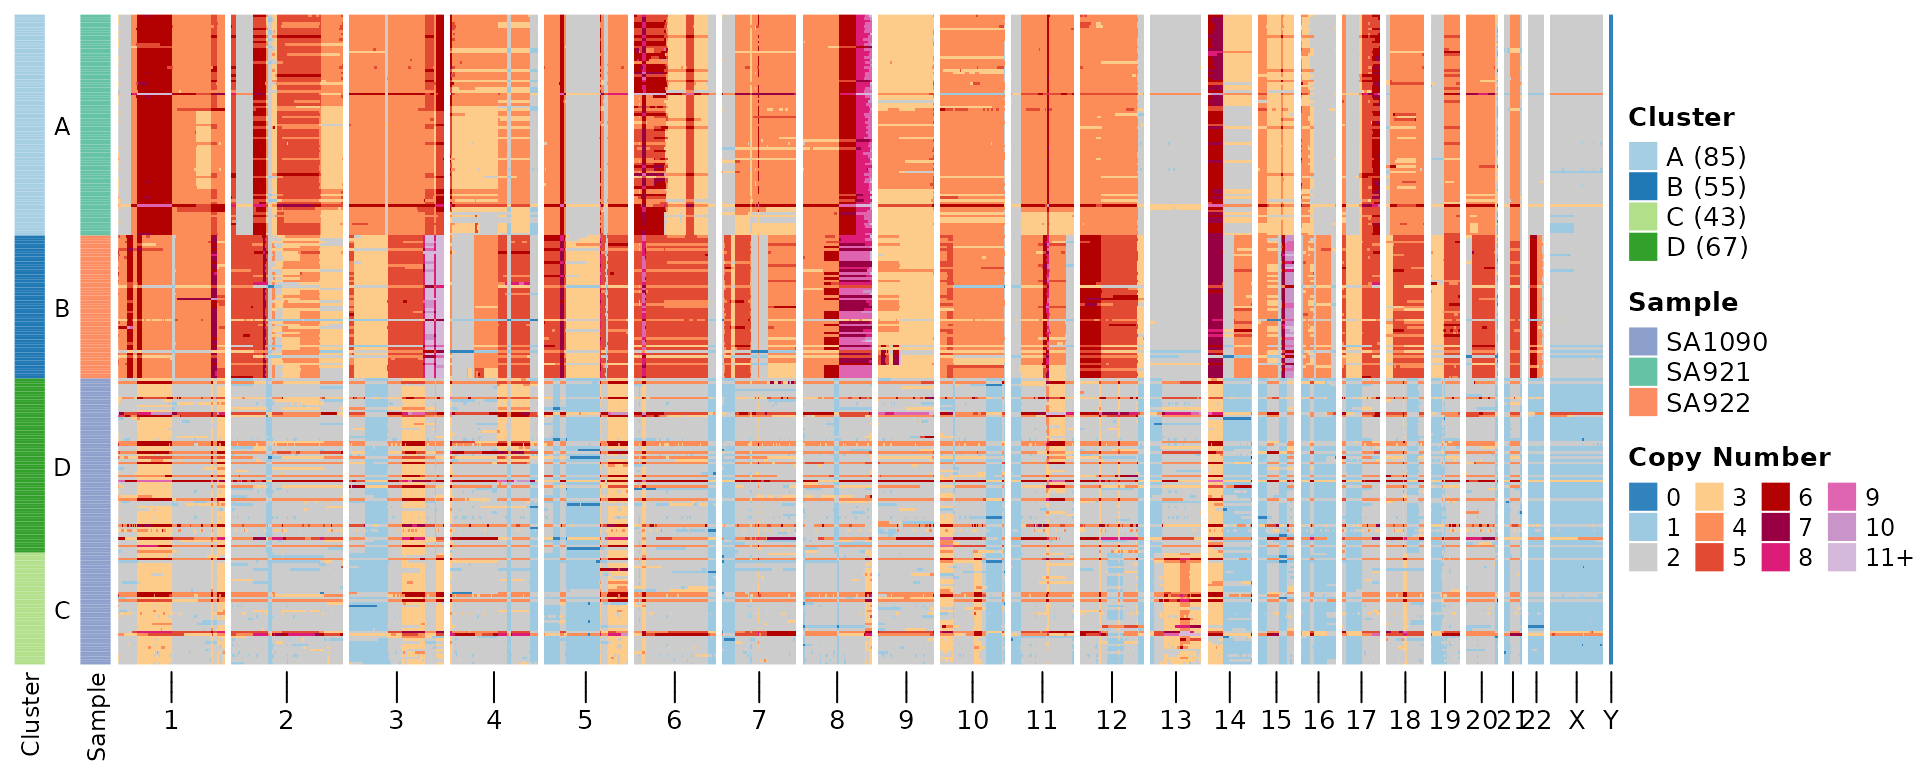 A
B
D
C
Cluster
Sample
1
2
3
4
5
6
7
8
9
10
11
12
13
14
15
16
17
18
19
20
21
22
X
Y
Cluster
A (85)
B (55)
C (43)
D (67)
Sample
SA1090
SA921
SA922
Copy Number
0 3 6 9
1 4 7 10
2 5 8 11+